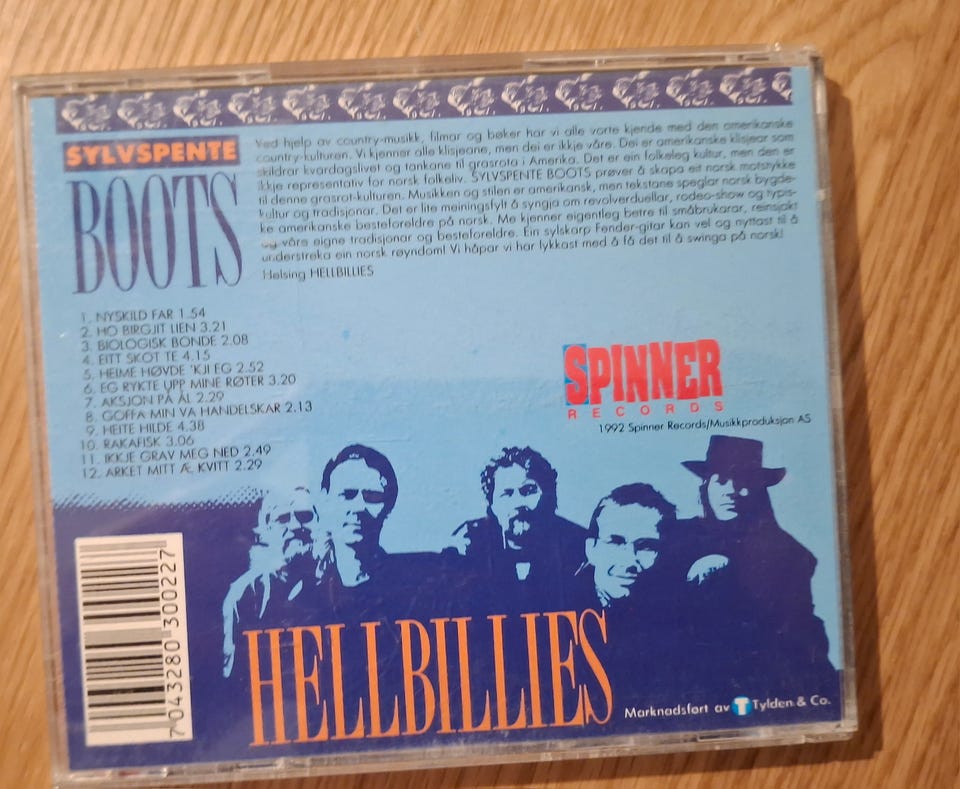 SYLVSPENTE
BOOTS
Ved hjelp av country-musikk, filmar og bøker har vi alle vorte kjende med den amerikanske
country-kulturen. Vi kjenner alle klisjeane, men dei er ikkje våre. Dei er amerikanske klisjear som
skildrar kvardagslivet og tankane til grasrota i Amerika. Det er ein folkeleg kultur, men den er
ikkje representativ for norsk folkeliv. SYLVSPENTE BOOTS prøver å skapa eit norsk motstykke
til denne grasrot-kulturen. Musikken og stilen er amerikansk, men tekstane speglar norsk bygde-
kultur og tradisjonar. Det er lite meiningsfylt å syngja om revolverduellar, rodeo-show og typis-
ke amerikanske besteforeldre på norsk. Me kjenner eigentleg betre til småbrukarar, reinsjakt
og våre eigne tradisjonar og besteforeldre. Ein sylskarp Fender-gitar kan vel og nyttast til å
understreka ein norsk røyndom! Vi håpar vi har lykkast med å få det til å swinga på norsk!
Helsing HELLBILLIES
1. NYSKILD FAR 1.54
2. HO BIRGJIT LIEN 3.21
3. BIOLOGISK BONDE 2.08
4. EITT SKOT TE 4.15
5. HEIME HØVDE 'KJI EG 2.52
6. EG RYKTE UPP MINE RØTER 3.20
7. AKSJON PÅ ÅL 2.29
8. GOFFA MIN VA HANDELSKAR 2.13
9. HEITE HILDE 4.38
10. RAKAFISK 3.06
11. IKKJE GRAV MEG NED 2.49
12. ARKET MITT Æ KVITT 2.29
SPINNER
RECORDS
1992 Spinner Records/Musikkproduksjon AS
7 043280 300227
HELLBILLIES
Marknadsført av T Tylden & Co.